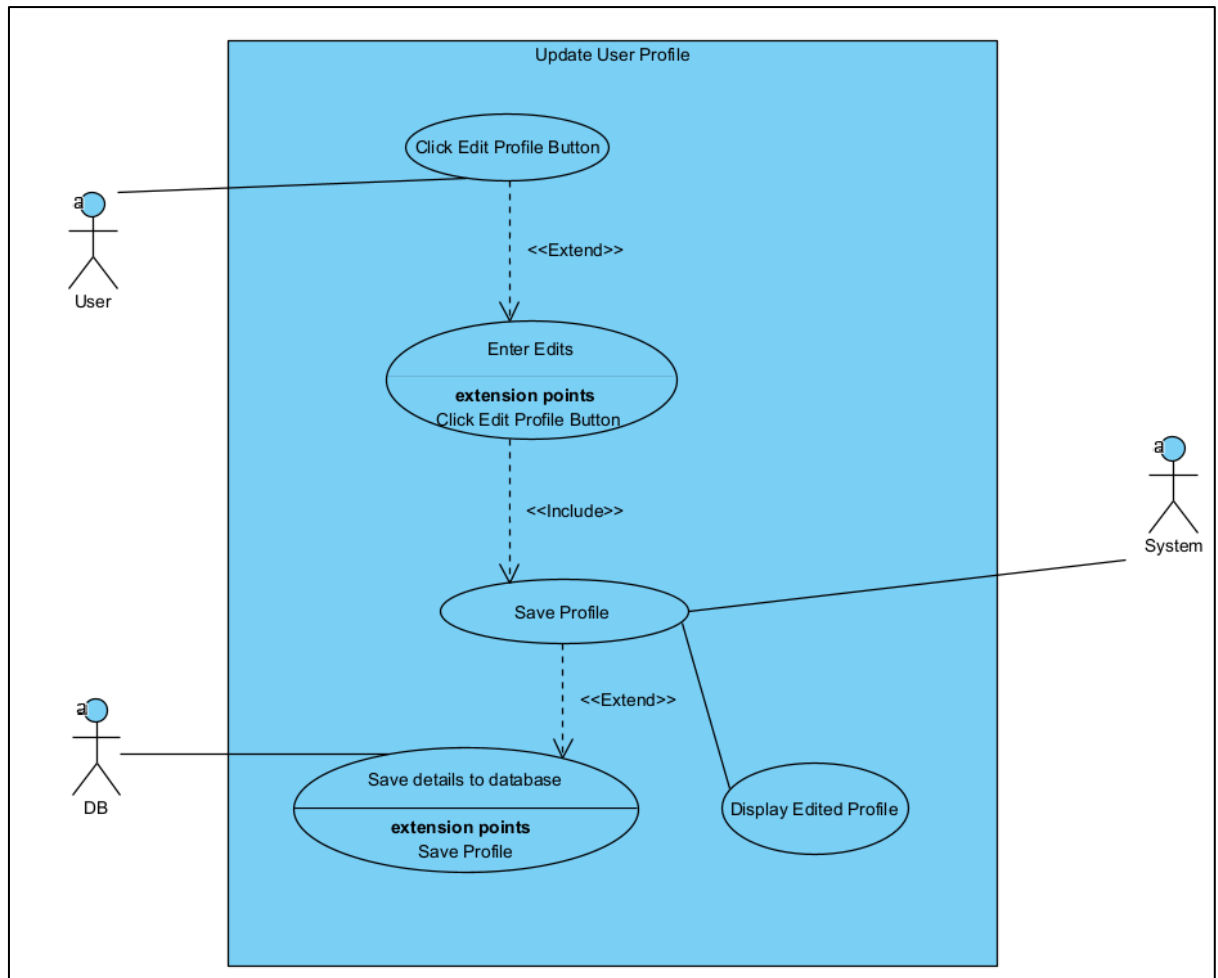 Update User Profile
Click Edit Profile Button
a
<<Extend>>
User
Enter Edits
extension points
Click Edit Profile Button
a
<<Include>>
System
Save Profile
<<Extend>>
a
Save details to database
DB
Display Edited Profile
extension points
Save Profile